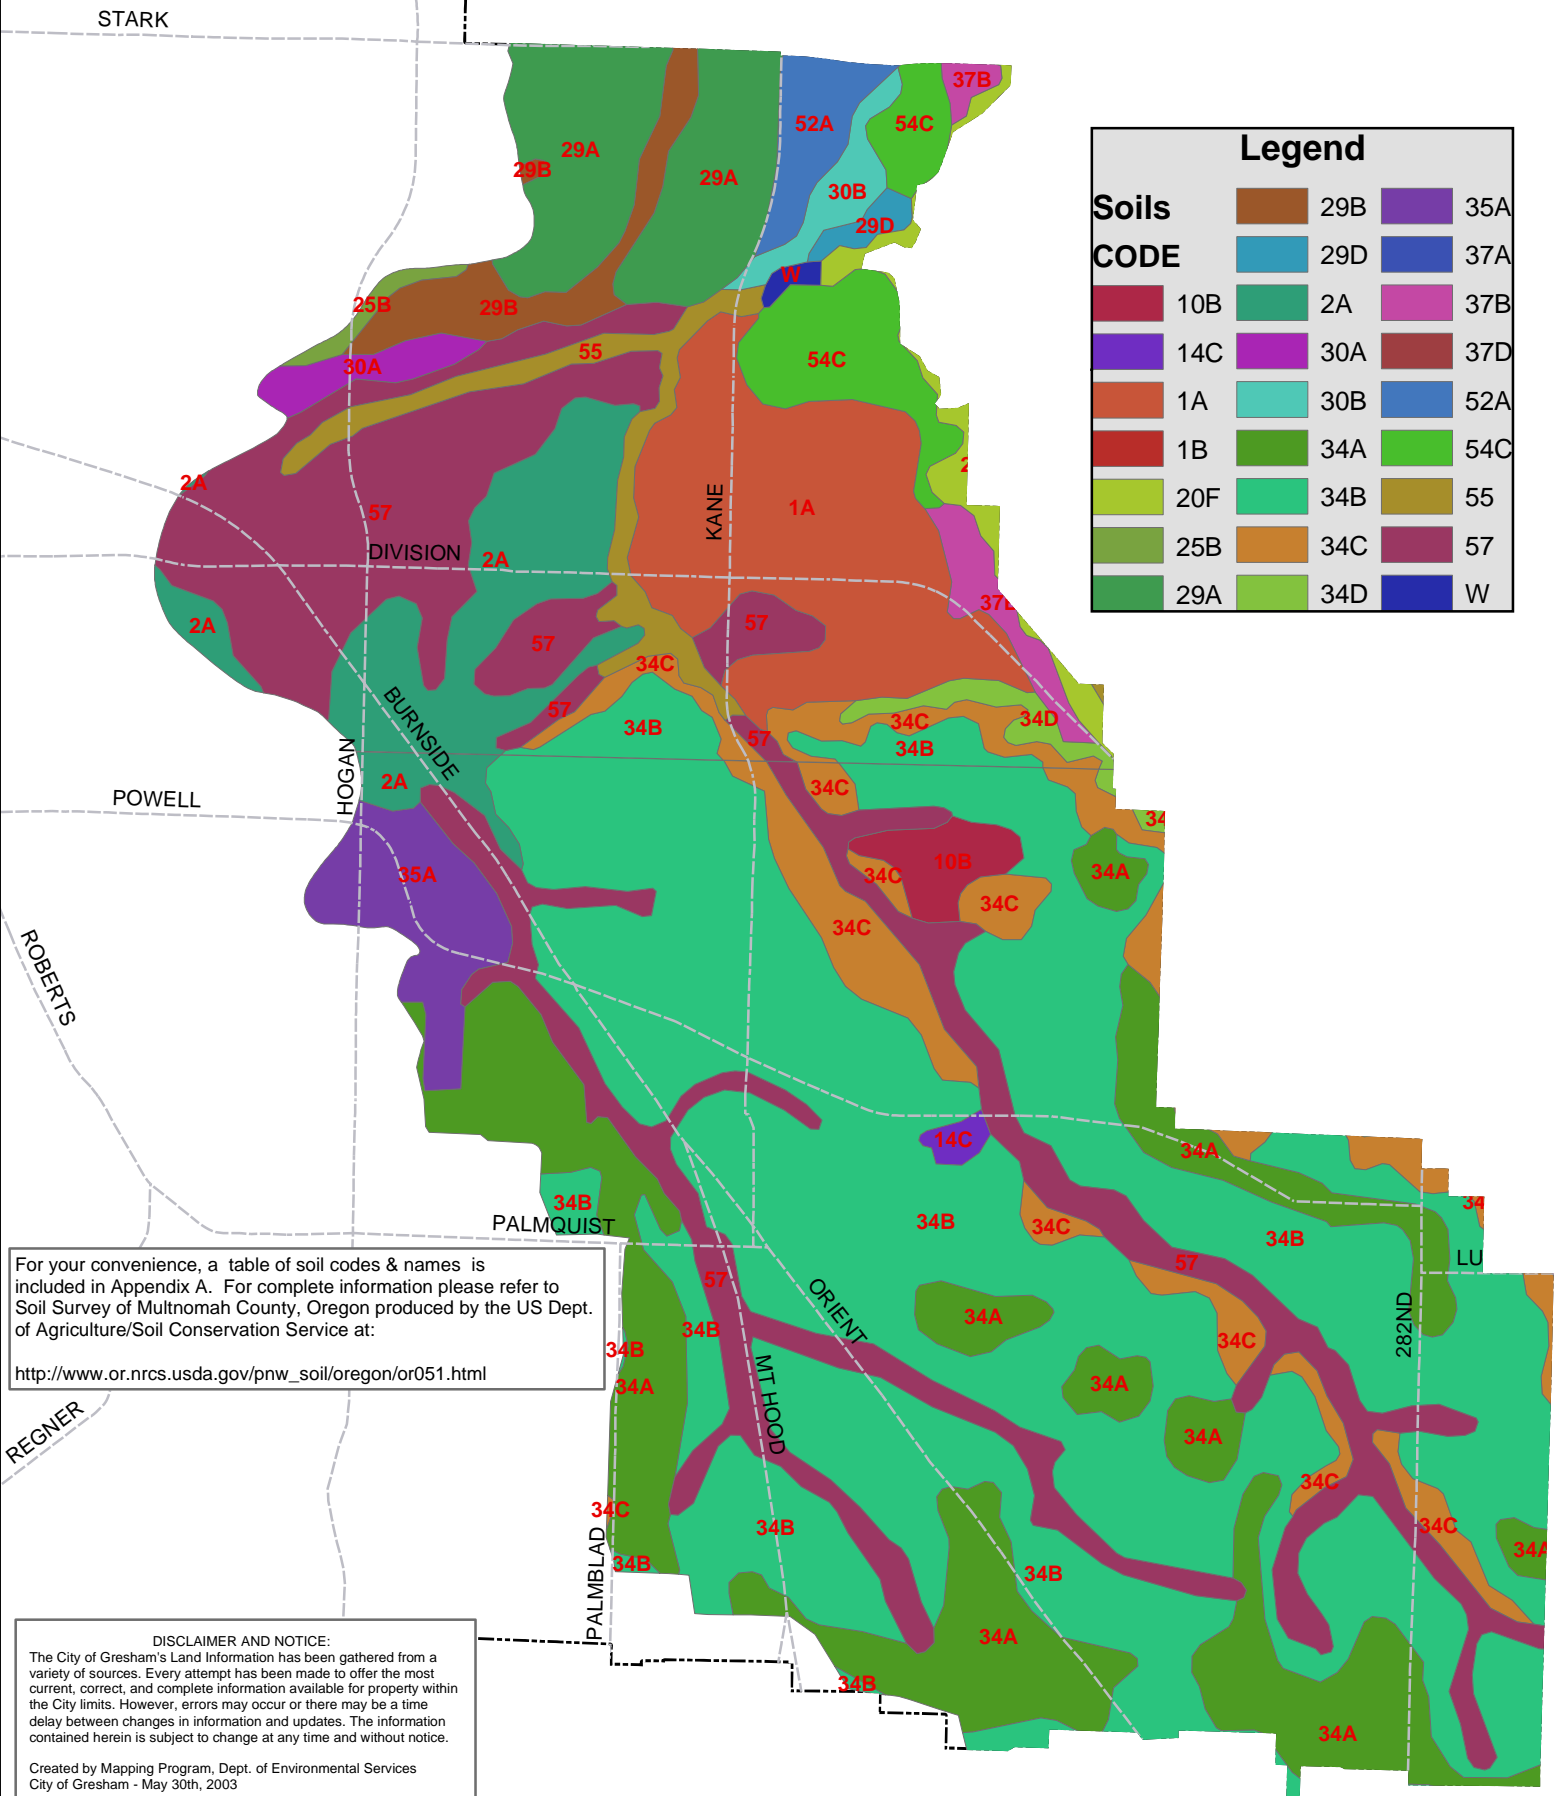 STARK
37B
52A
54C
29A
29B
29A
30B
29D
W
25B
29B
55
54C
30A
2A
2
57
1A
KANE
DIVISION
2A
37B
2A
57
57
34C
57
34B
34C
34D
57
34B
BURNSIDE
HOGAN
2A
34C
POWELL
34
10B
35A
34C
34A
34C
34C
ROBERTS
14C
34A
34B
34B
34C
34B
34
PALMQUIST
57
LU
57
ORIENT
34A
34B
34C
282ND
34B
34A
MT HOOD
34A
34A
REGNER
34C
34C
34B
34C
34A
PALMBLAD
34B
34B
34A
34B
34A
Legend
Soils
CODE
10B
14C
1A
1B
20F
25B
29A
29B
29D
2A
30A
30B
34A
34B
34C
34D
35A
37A
37B
37D
52A
54C
55
57
W
For your convenience, a table of soil codes & names is
included in Appendix A. For complete information please refer to
Soil Survey of Multnomah County, Oregon produced by the US Dept.
of Agriculture/Soil Conservation Service at:
http://www.or.nrcs.usda.gov/pnw_soil/oregon/or051.html
DISCLAIMER AND NOTICE:
The City of Gresham's Land Information has been gathered from a
variety of sources. Every attempt has been made to offer the most
current, correct, and complete information available for property within
the City limits. However, errors may occur or there may be a time
delay between changes in information and updates. The information
contained herein is subject to change at any time and without notice.
Created by Mapping Program, Dept. of Environmental Services
City of Gresham - May 30th, 2003